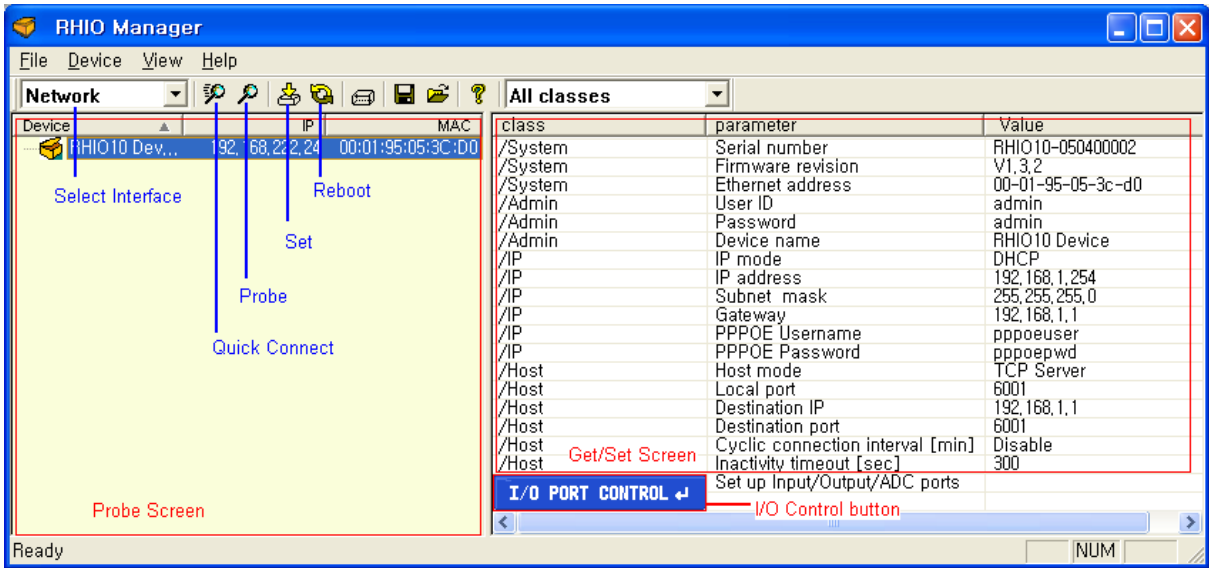 RHIO Manager
File Device View Help
Network All classes
Device IP MAC
RHIO10 Dev... 192,168,222,24 00:01:95:05:3C:D0
Select Interface
Reboot
Set
Probe
Quick Connect
Probe Screen
class parameter Value
/System Serial number RHIO10-050400002
/System Firmware revision V1,3,2
/System Ethernet address 00-01-95-05-3c-d0
/Admin User ID admin
/Admin Password admin
/Admin Device name RHIO10 Device
/IP IP mode DHCP
/IP IP address 192,168,1,254
/IP Subnet mask 255,255,255,0
/IP Gateway 192,168,1,1
/IP PPPOE Username pppoeuser
/IP PPPOE Password pppoepwd
/Host Host mode TCP Server
/Host Local port 6001
/Host Destination IP 192,168,1,1
/Host Destination port 6001
/Host Cyclic connection interval [min] Disable
/Host Inactivity timeout [sec] 300
Get/Set Screen
I/O PORT CONTROL ↵ Set up Input/Output/ADC ports
I/O Control button
Ready NUM